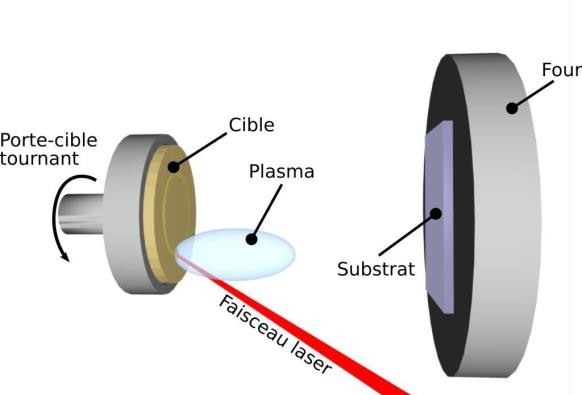 Four
Cible
Porte-cible
tournant
Plasma
Substrat
Faisceau laser